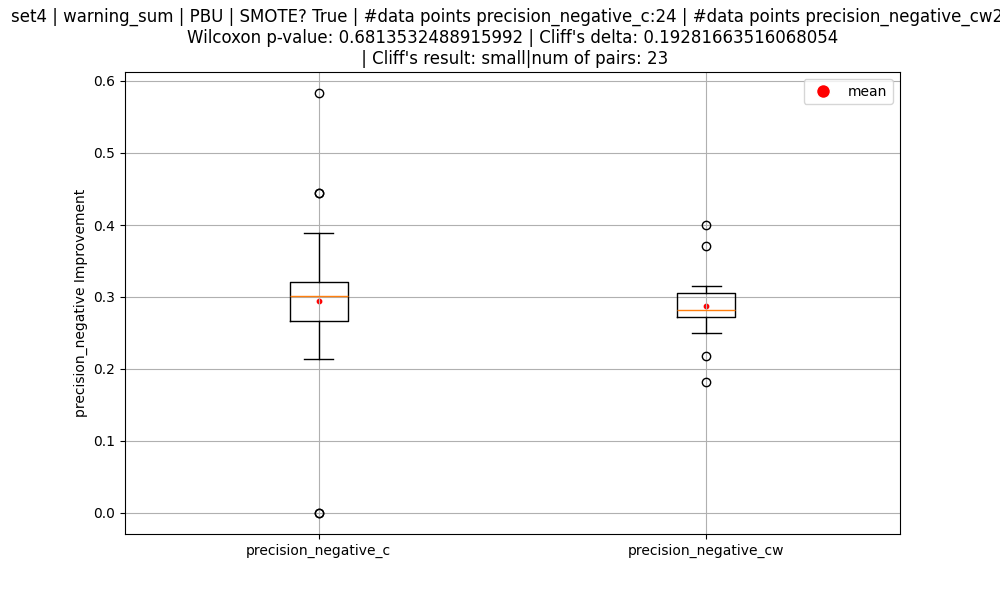 set4 | warning_sum | PBU | SMOTE? True | #data points precision_negative_c:24 | #data points precision_negative_cw2
Wilcoxon p-value: 0.6813532488915992 | Cliff's delta: 0.19281663516068054
| Cliff's result: small|num of pairs: 23
mean
precision_negative Improvement
0.6
0.5
0.4
0.3
0.2
0.1
0.0
precision_negative_c
precision_negative_cw